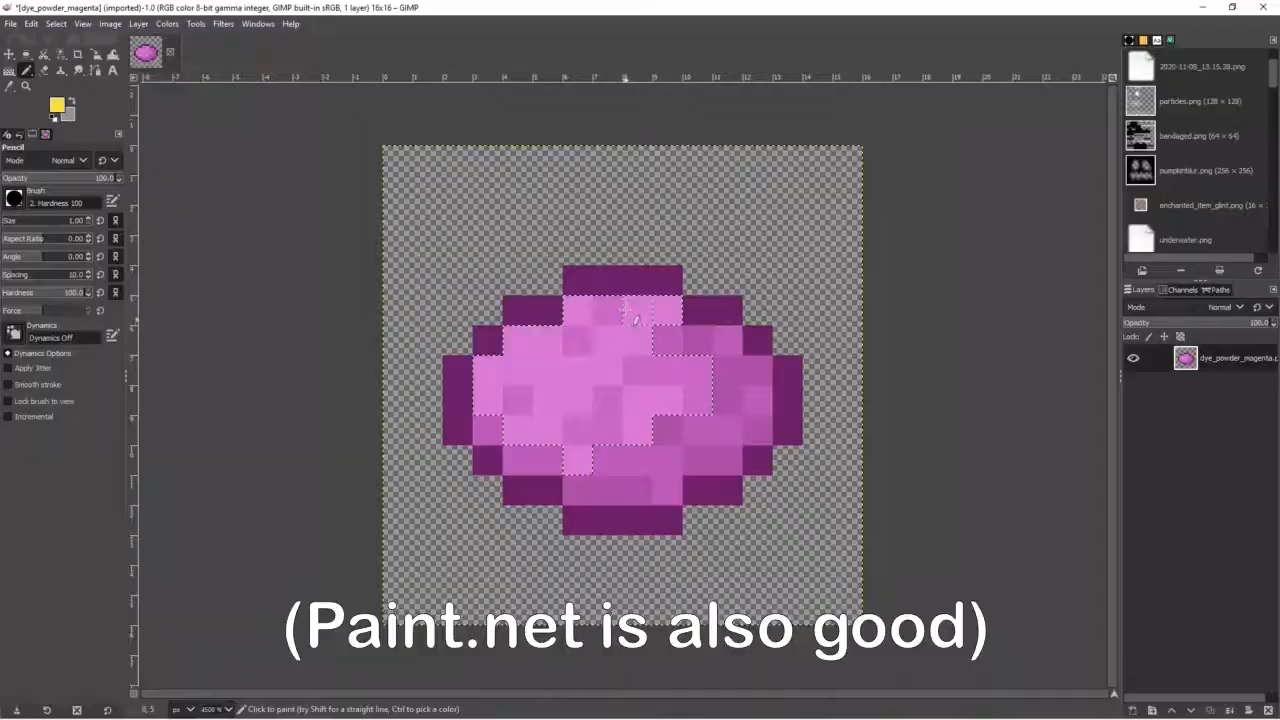 *[dye_powder_magenta] (imported)-1.0 (RGB color 8-bit gamma integer, GIMP built-in sRGB, 1 layer) 16x16 – GIMP
File Edit Select View Image Layer Colors Tools Filters Windows Help
Pencil
Mode Normal
Opacity 100.0
Brush
2. Hardness 100
Size 1.00
Aspect Ratio 0.00
Angle 0.00
Spacing 10.0
Hardness 100.0
Force
Dynamics
Dynamics Off
Dynamics Options
Apply Jitter
Smooth stroke
Lock brush to view
Incremental
2020-11-08_13.15.28.png
particles.png (128 × 128)
bandaged.png (64 × 64)
pumpkinblur.png (256 × 256)
enchanted_item_glint.png (16 ×
underwater.png
Layers Channels Paths
Mode Normal
Opacity 100.0
Lock:
dye_powder_magenta.p
(Paint.net is also good)
8, 5 px 4500 % Click to paint (try Shift for a straight line, Ctrl to pick a color)